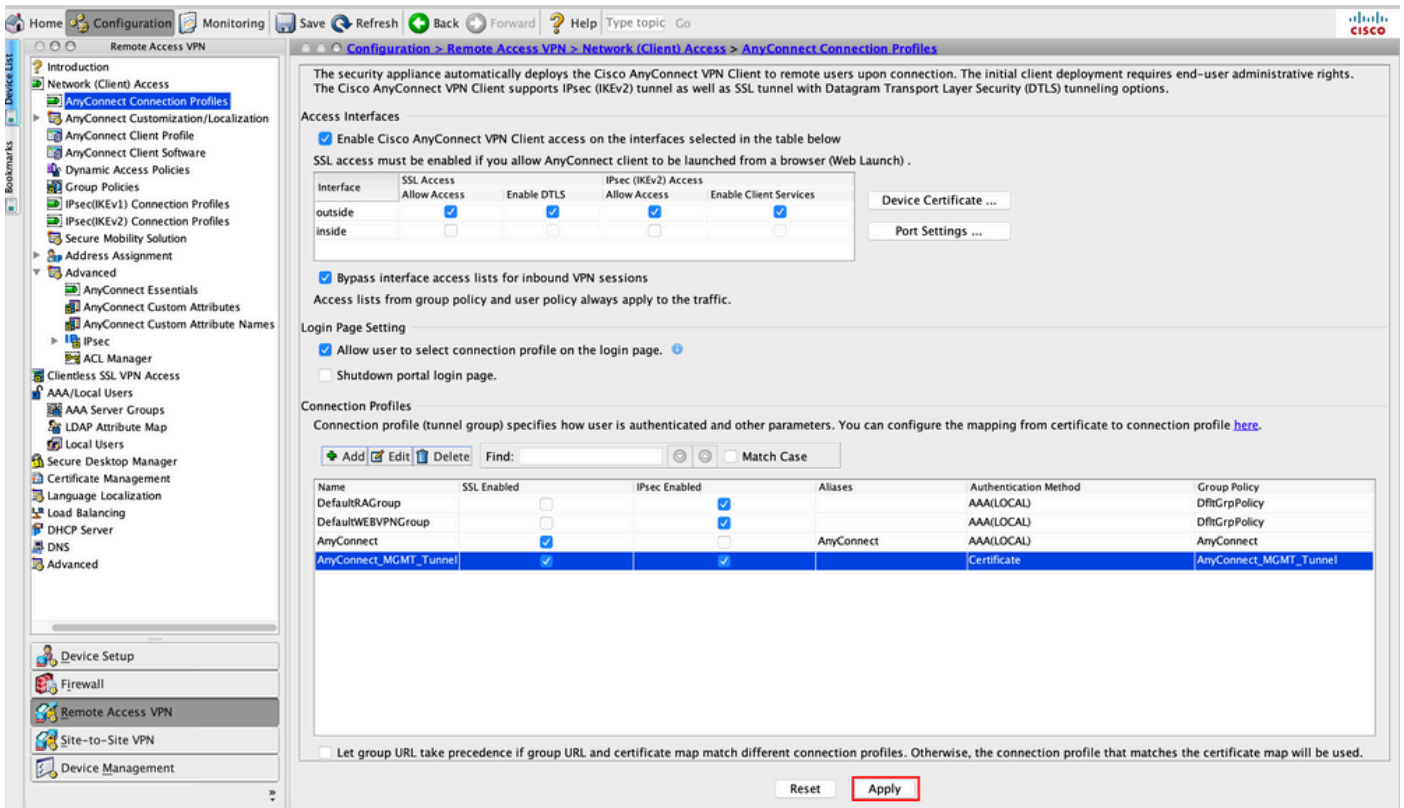 Home Configuration Monitoring Save Refresh Back Forward Help Type topic Go
CISCO
Device List
Bookmarks
Remote Access VPN
Introduction
Network (Client) Access
AnyConnect Connection Profiles
AnyConnect Customization/Localization
AnyConnect Client Profile
AnyConnect Client Software
Dynamic Access Policies
Group Policies
IPsec(IKEv1) Connection Profiles
IPsec(IKEv2) Connection Profiles
Secure Mobility Solution
Address Assignment
Advanced
AnyConnect Essentials
AnyConnect Custom Attributes
AnyConnect Custom Attribute Names
IPsec
ACL Manager
Clientless SSL VPN Access
AAA/Local Users
AAA Server Groups
LDAP Attribute Map
Local Users
Secure Desktop Manager
Certificate Management
Language Localization
Load Balancing
DHCP Server
DNS
Advanced
Device Setup
Firewall
Remote Access VPN
Site-to-Site VPN
Device Management
Configuration > Remote Access VPN > Network (Client) Access > AnyConnect Connection Profiles
The security appliance automatically deploys the Cisco AnyConnect VPN Client to remote users upon connection. The initial client deployment requires end-user administrative rights.
The Cisco AnyConnect VPN Client supports IPsec (IKEv2) tunnel as well as SSL tunnel with Datagram Transport Layer Security (DTLS) tunneling options.
Access Interfaces
Enable Cisco AnyConnect VPN Client access on the interfaces selected in the table below
SSL access must be enabled if you allow AnyConnect client to be launched from a browser (Web Launch) .
Interface SSL Access IPsec (IKEv2) Access
Allow Access Enable DTLS Allow Access Enable Client Services
outside
inside
Device Certificate ...
Port Settings ...
Bypass interface access lists for inbound VPN sessions
Access lists from group policy and user policy always apply to the traffic.
Login Page Setting
Allow user to select connection profile on the login page.
Shutdown portal login page.
Connection Profiles
Connection profile (tunnel group) specifies how user is authenticated and other parameters. You can configure the mapping from certificate to connection profile here.
Add Edit Delete Find: Match Case
Name SSL Enabled IPsec Enabled Aliases Authentication Method Group Policy
DefaultRAGroup AAA(LOCAL) DfltGrpPolicy
DefaultWEBVPNGroup AAA(LOCAL) DfltGrpPolicy
AnyConnect AnyConnect AAA(LOCAL) AnyConnect
AnyConnect_MGMT_Tunnel Certificate AnyConnect_MGMT_Tunnel
Let group URL take precedence if group URL and certificate map match different connection profiles. Otherwise, the connection profile that matches the certificate map will be used.
Reset Apply